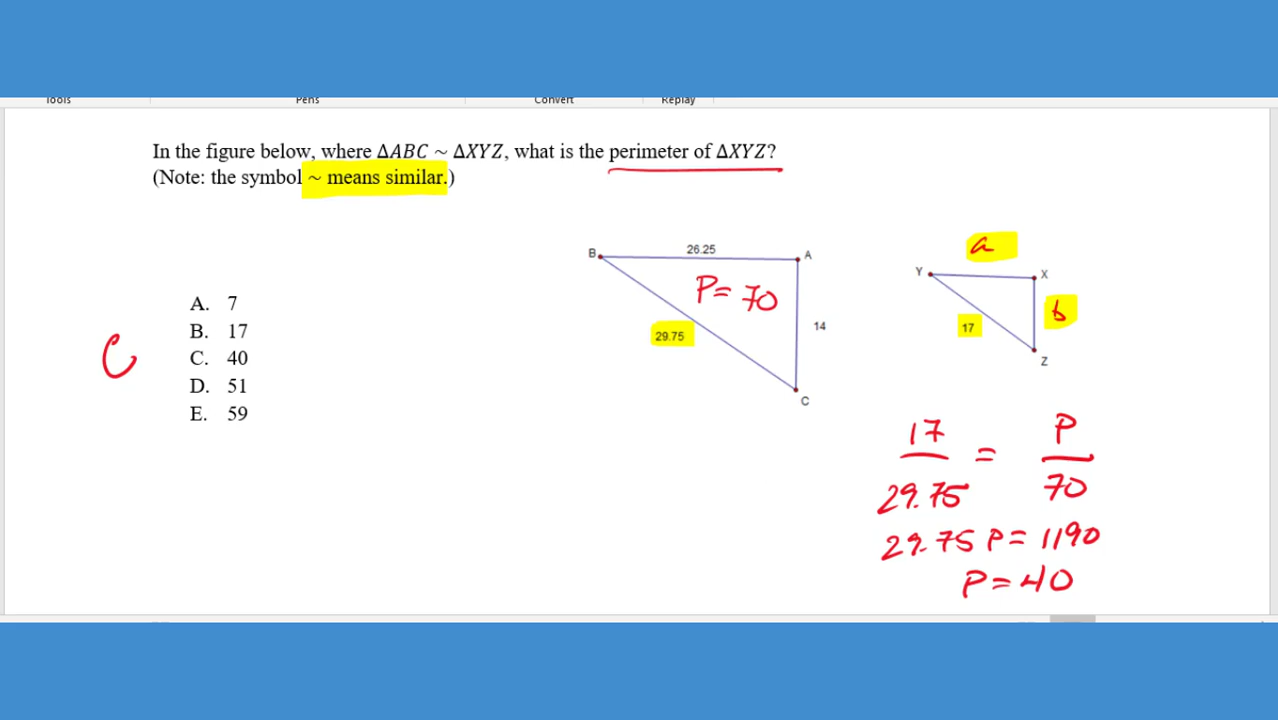 Tools Pens Convert Replay
In the figure below, where ΔABC ~ ΔXYZ, what is the perimeter of ΔXYZ?
(Note: the symbol ~ means similar.)
a
26.25
B
A
Y
X
P= 70
A. 7
b
14
17
B. 17
29.75
C
C. 40
Z
D. 51
C
E. 59
17 = P
29.75 70
29.75 P = 1190
P = 40